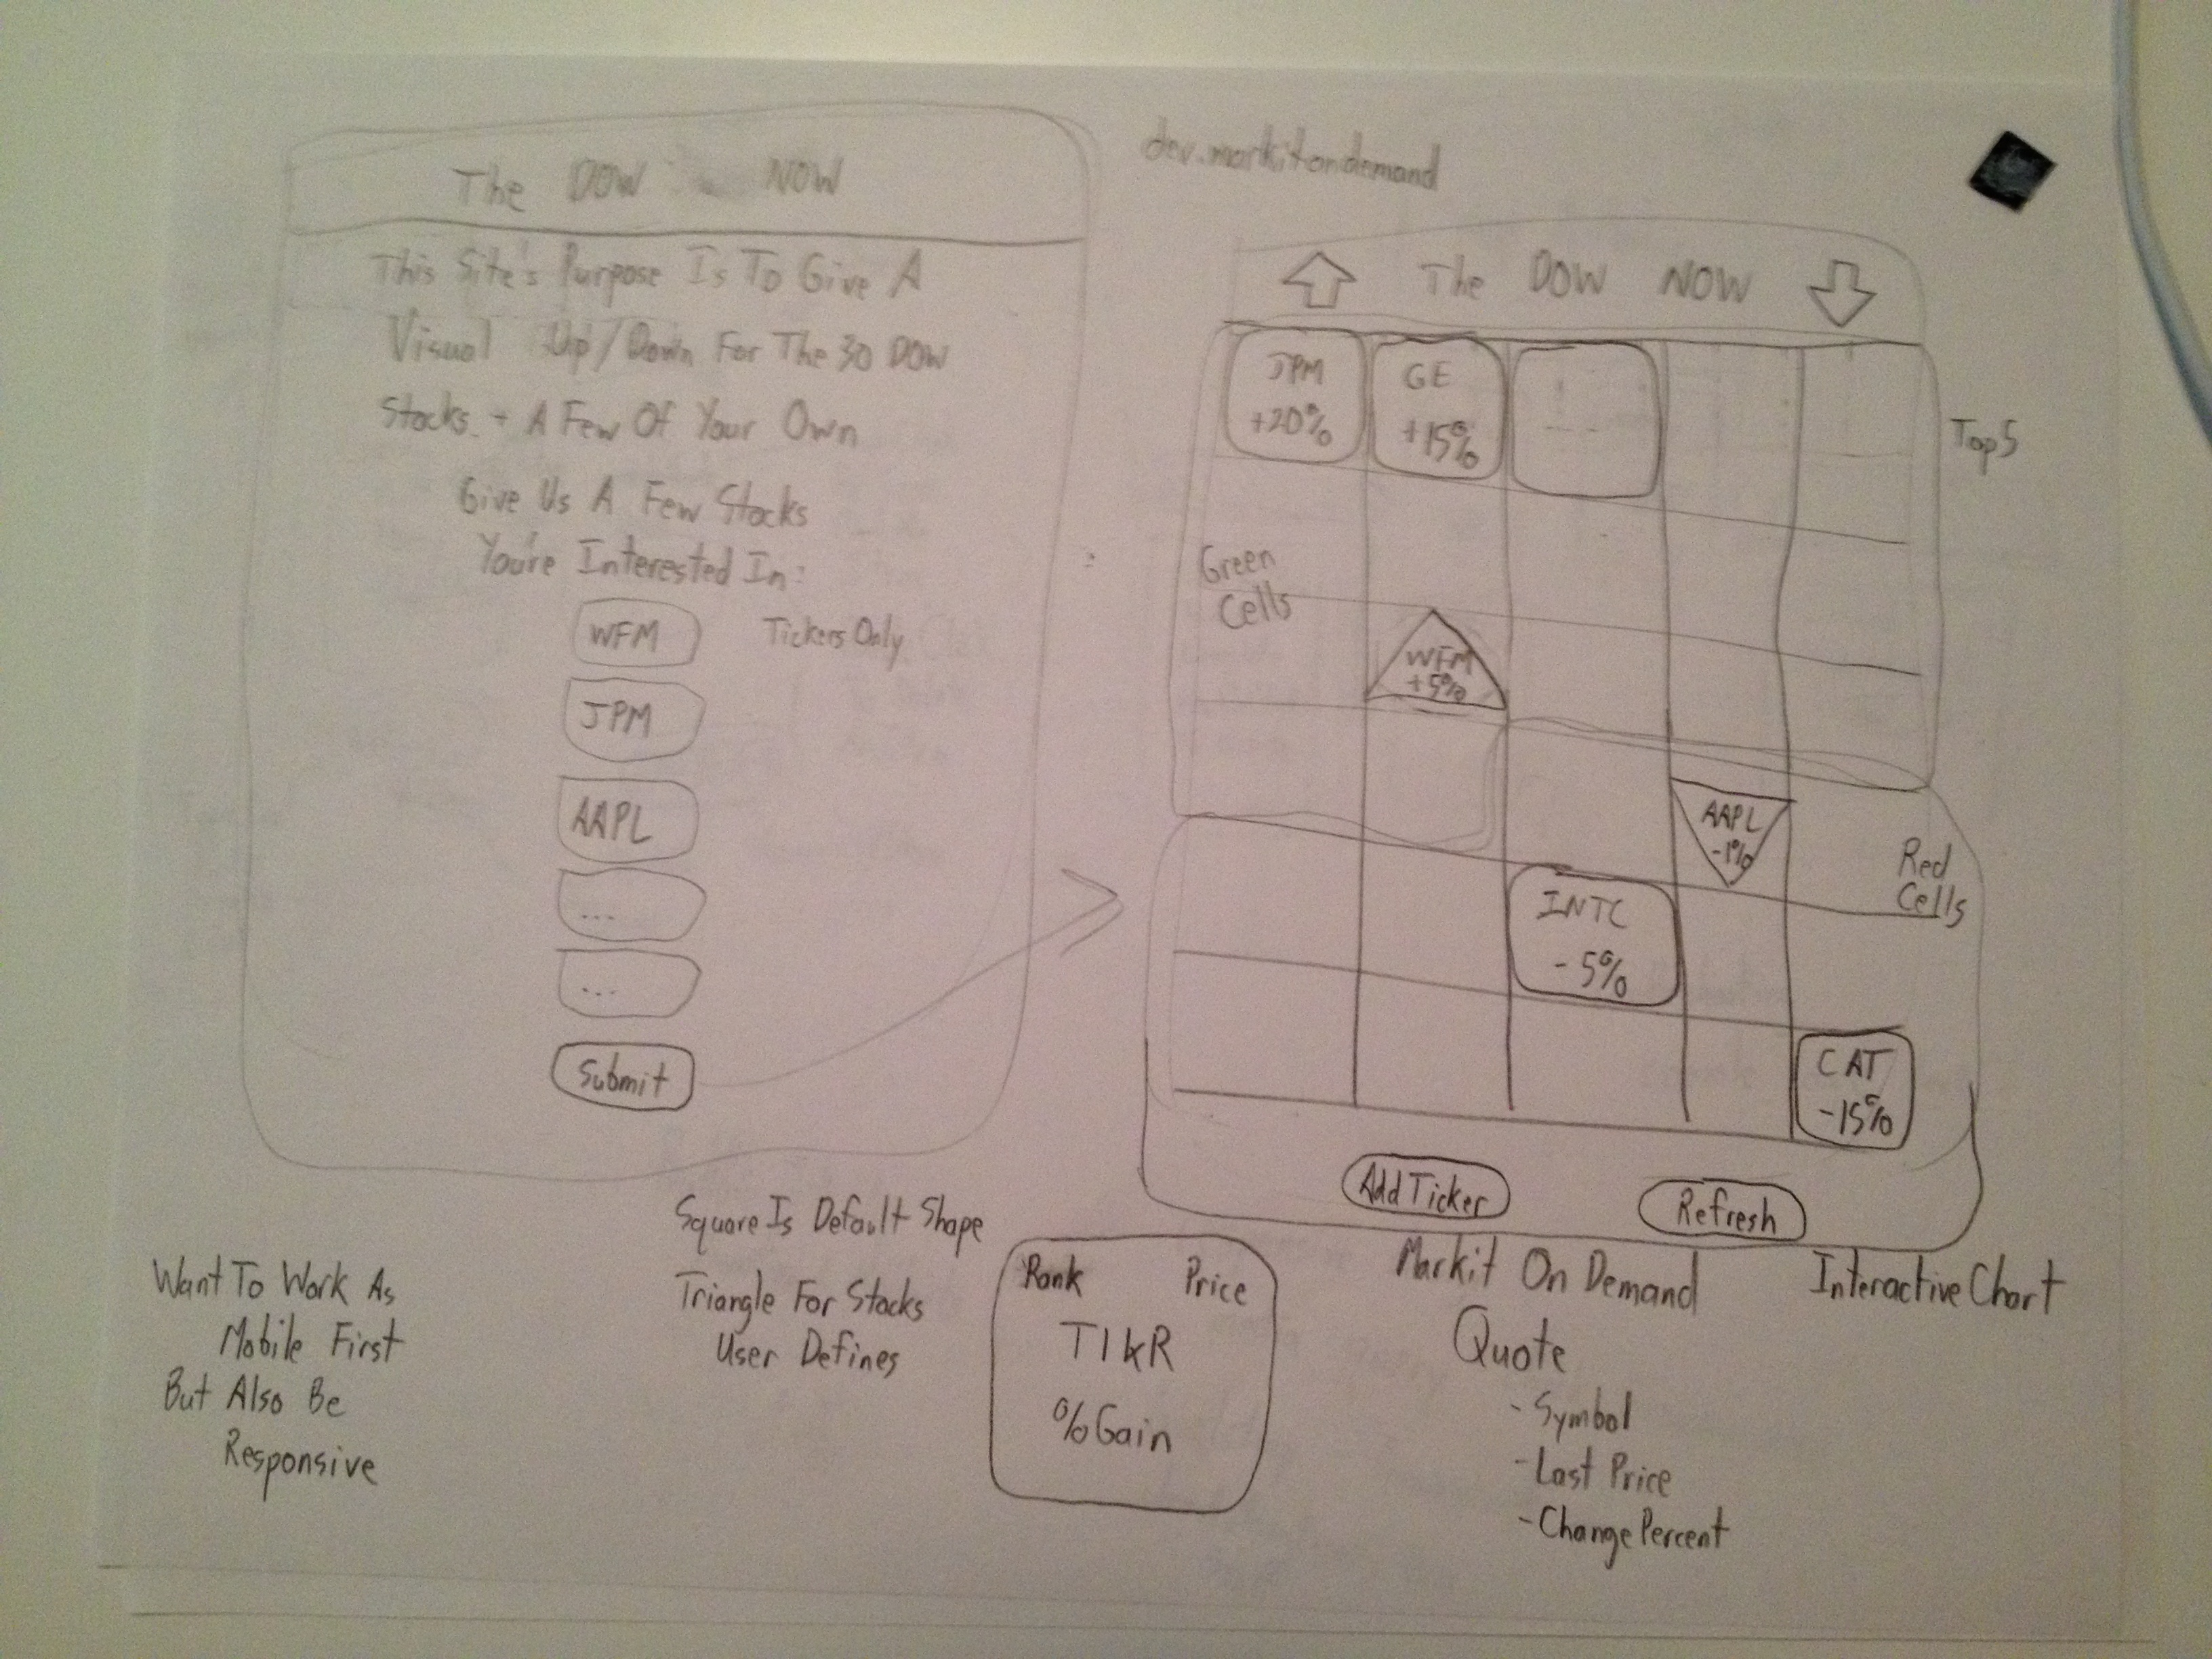 The DOW NOW
This Site's Purpose Is To Give A
Visual Up/Down For The 30 DOW
Stocks + A Few Of Your Own
Give Us A Few Stocks
You're Interested In:
WFM
Tickers Only
JPM
AAPL
...
...
Submit
dev.markitondemand
The DOW NOW
JPM
+20%
GE
+15%
Top 5
Green
Cells
WFM
+5%
AAPL
-1%
Red
Cells
INTC
- 5%
CAT
-15%
Add Ticker
Refresh
Want To Work As
Mobile First
But Also Be
Responsive
Square Is Default Shape
Triangle For Stocks
User Defines
Rank Price
TIkR
%Gain
Markit On Demand
Quote
- Symbol
- Last Price
- Change Percent
Interactive Chart